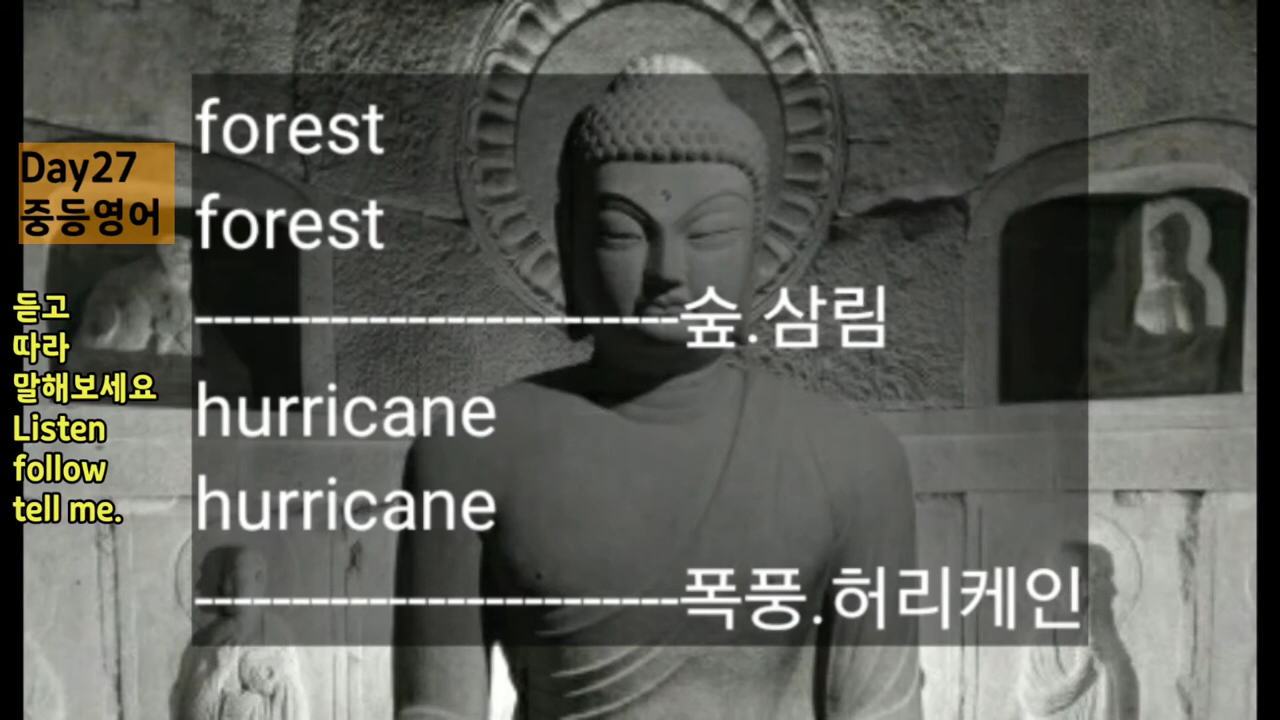 Day27
중등영어
듣고
따라
말해보세요
Listen
follow
tell me.
forest
forest
-------------------------숲.삼림
hurricane
hurricane
-------------------------폭풍.허리케인